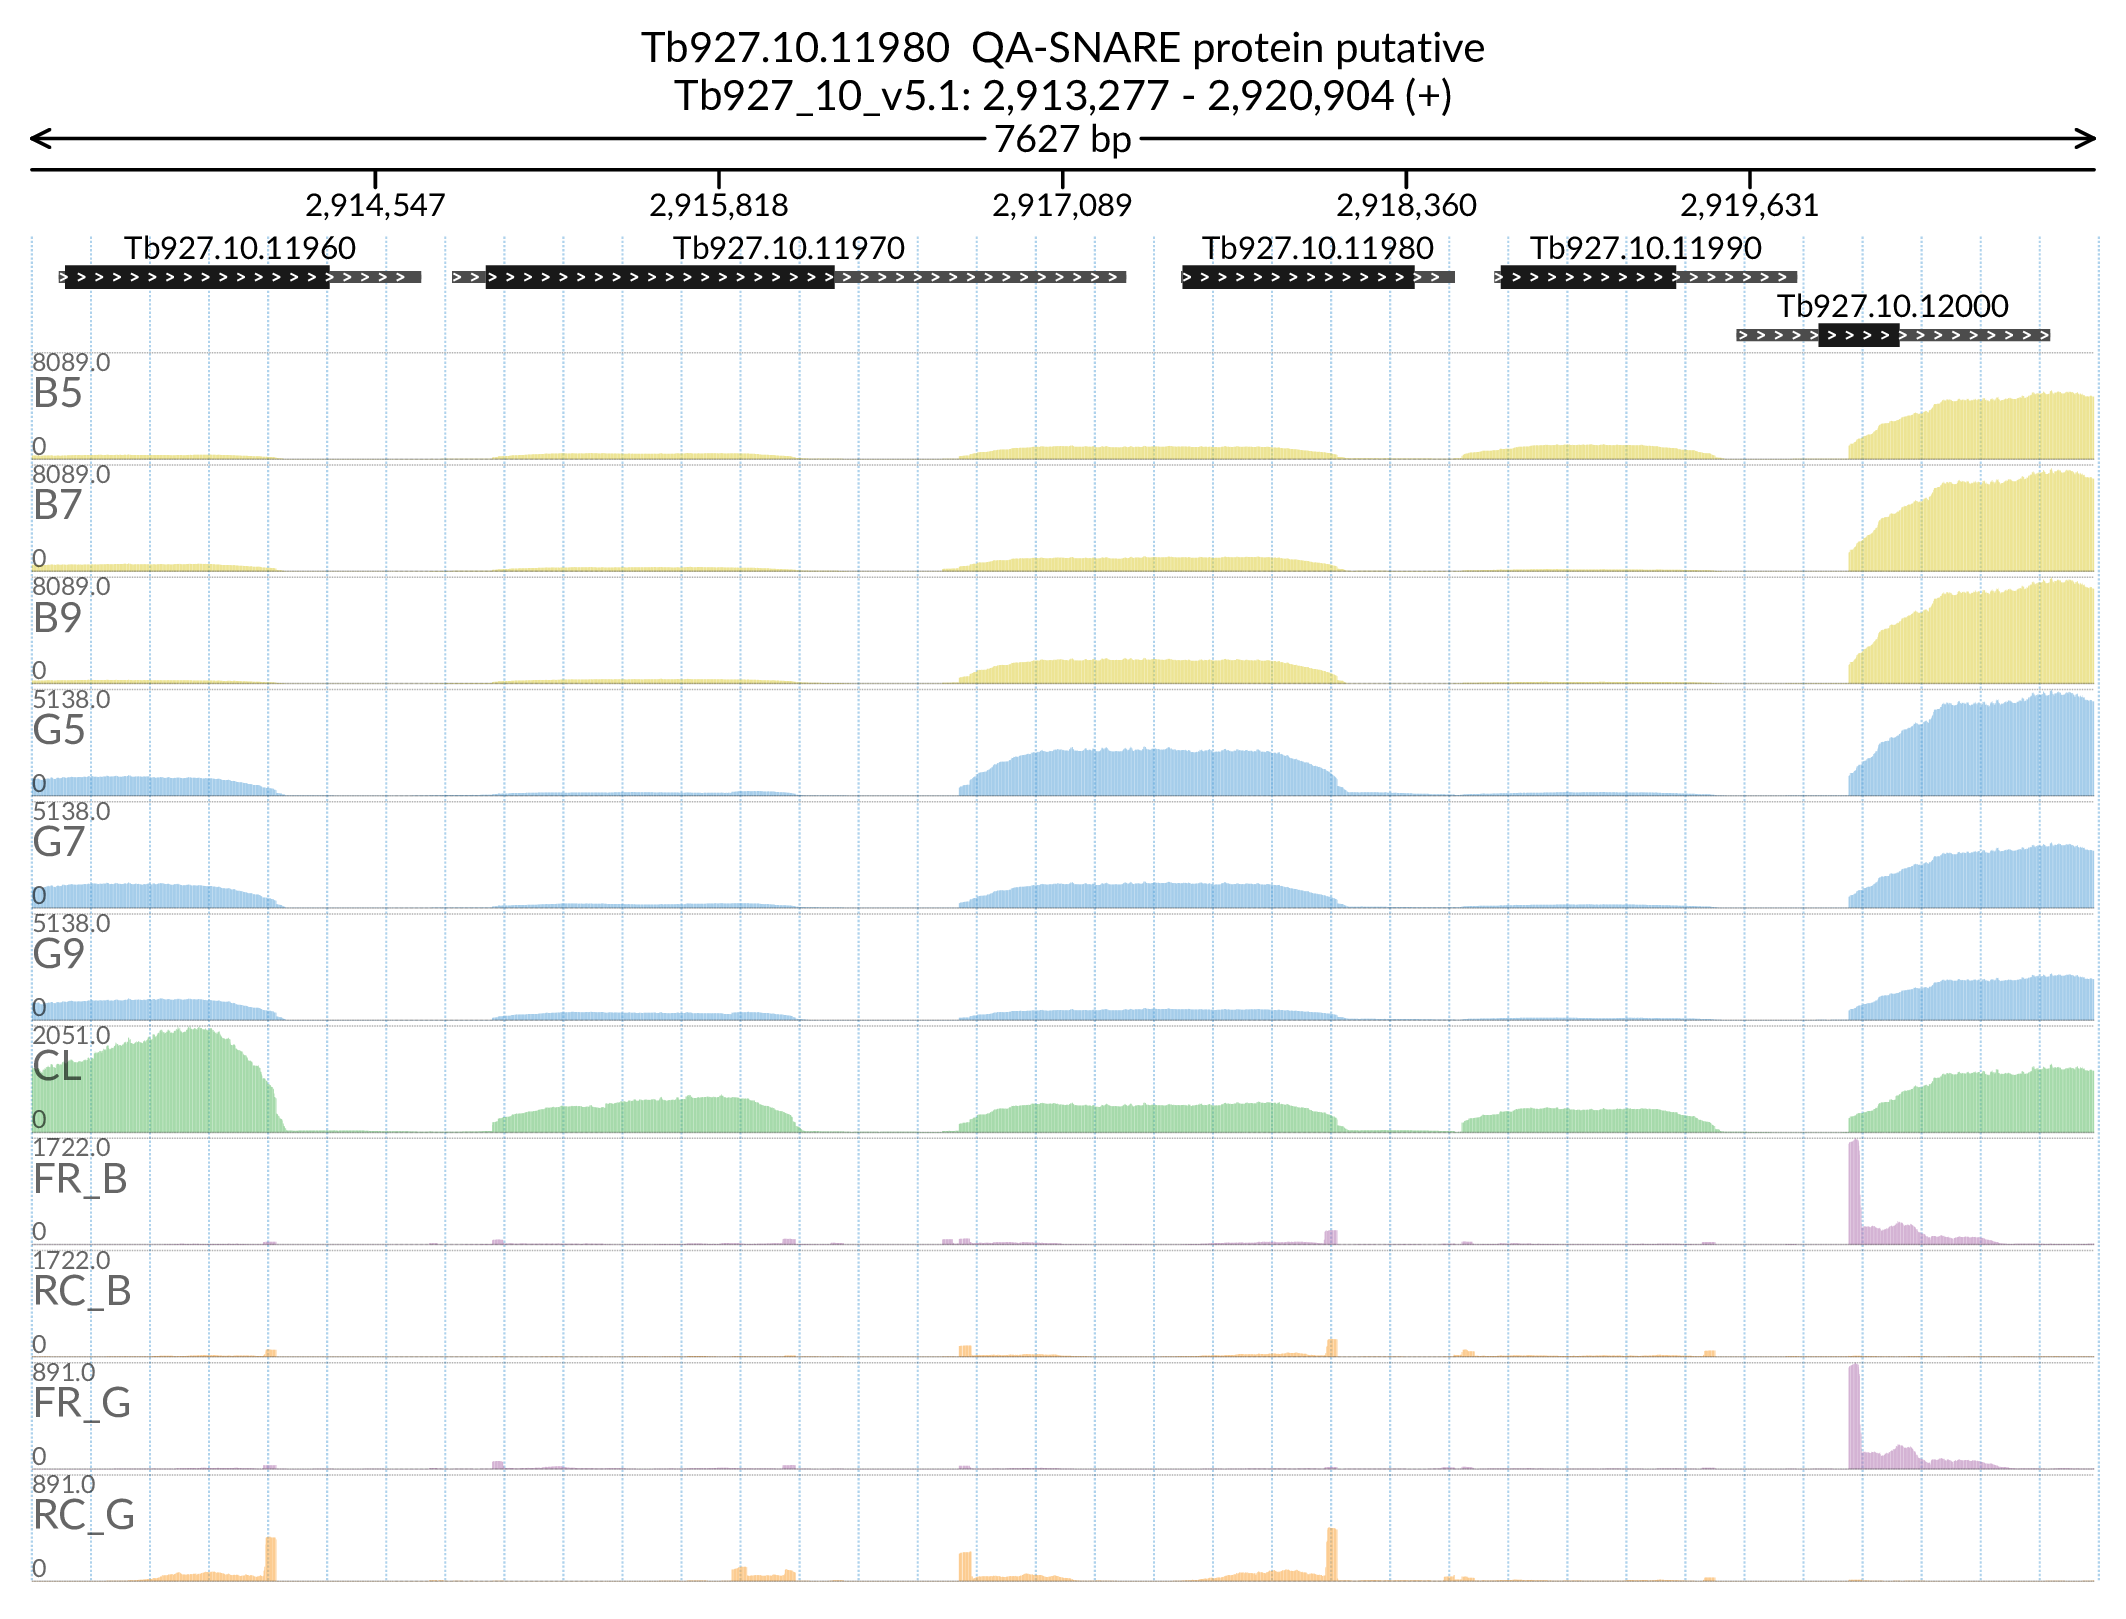 Tb927.10.11980  QA-SNARE protein putative
Tb927_10_v5.1: 2,913,277 - 2,920,904 (+)
7627 bp
2,914,547 2,915,818 2,917,089 2,918,360 2,919,631
Tb927.10.11960 Tb927.10.11970 Tb927.10.11980 Tb927.10.11990
Tb927.10.12000
8089.0
B5
0
8089.0
B7
0
8089.0
B9
0
5138.0
G5
0
5138.0
G7
0
5138.0
G9
0
2051.0
CL
0
1722.0
FR_B
0
1722.0
RC_B
0
891.0
FR_G
0
891.0
RC_G
0